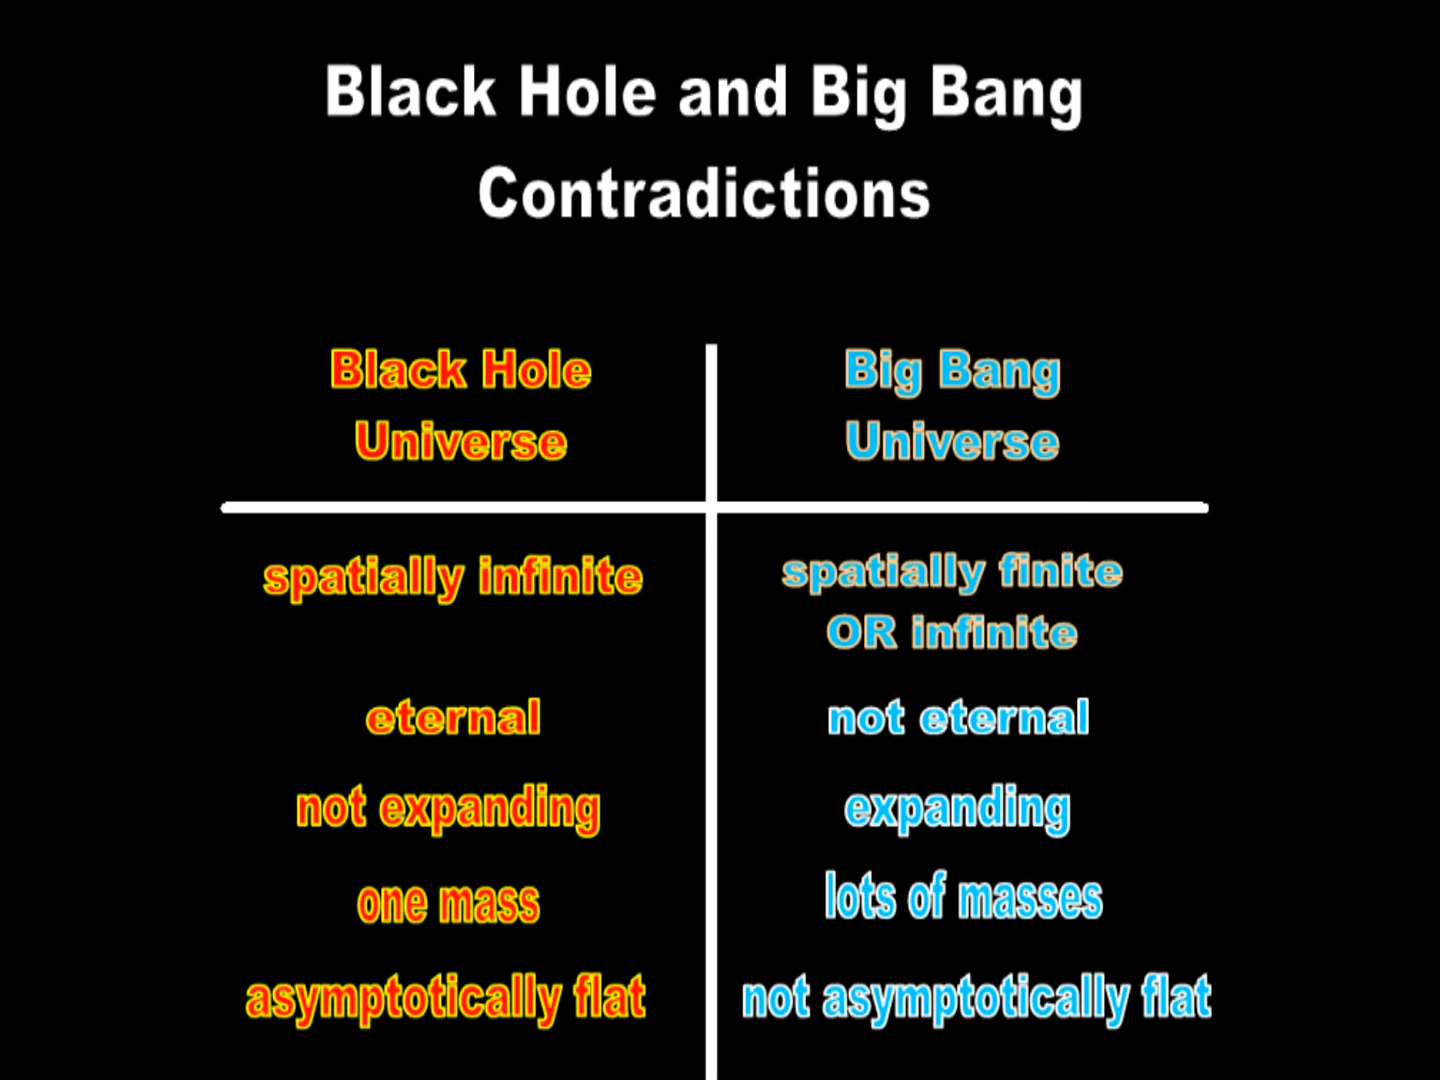 Black Hole and Big Bang
Contradictions
Black Hole
Universe
Big Bang
Universe
spatially infinite
spatially finite
OR infinite
eternal
not eternal
not expanding
expanding
one mass
lots of masses
asymptotically flat
not asymptotically flat